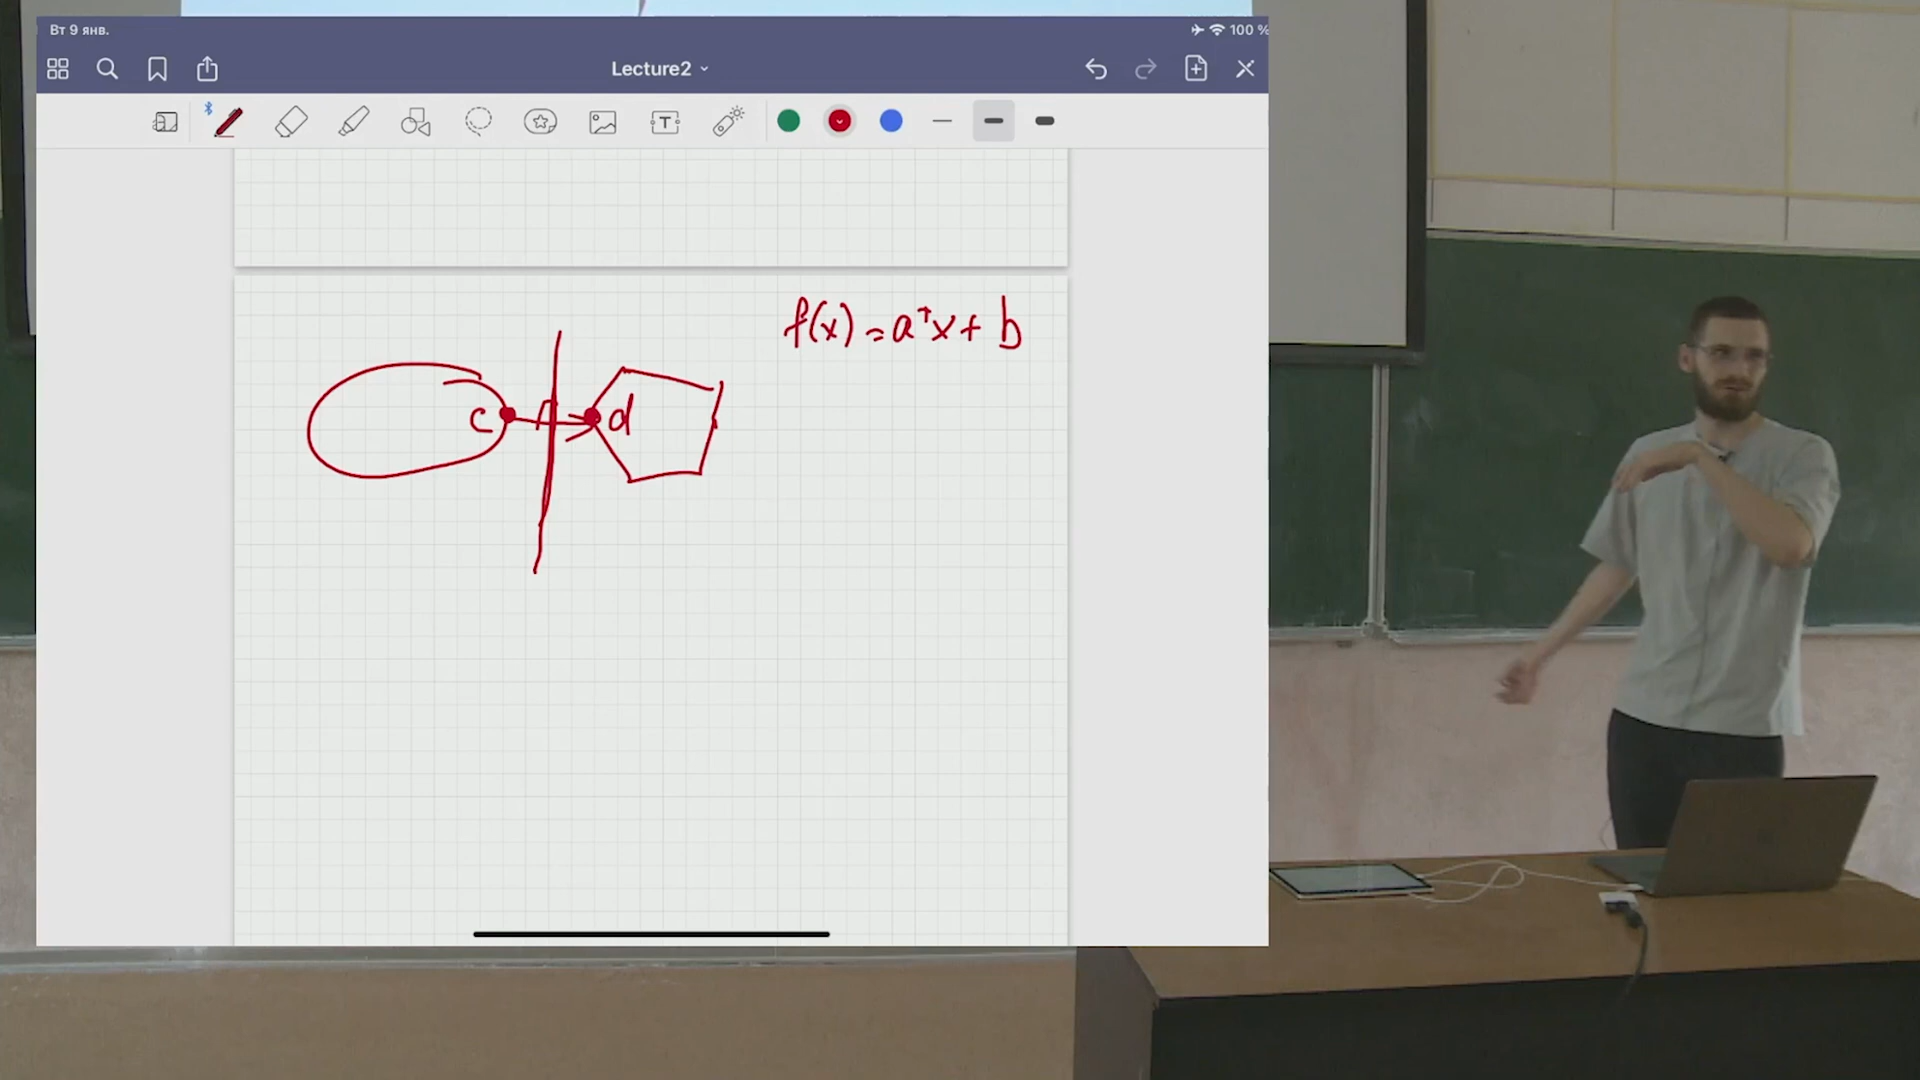 Вт 9 янв.
100 %
Lecture2
a
T
f(x) = aᵀx + b
c
d